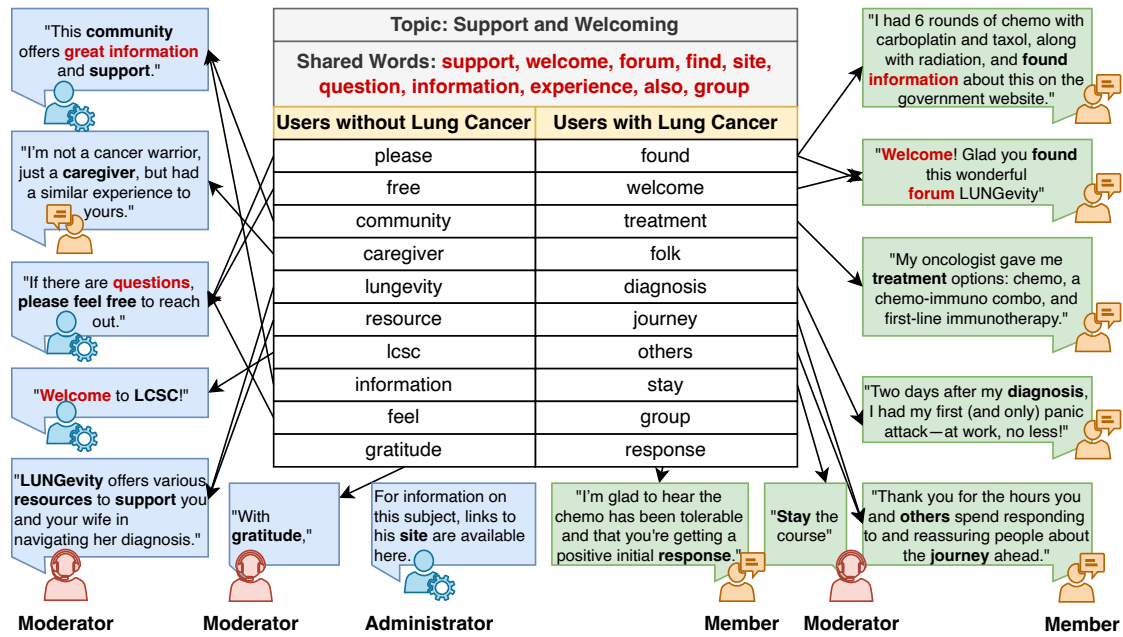 Topic: Support and Welcoming
Shared Words: support, welcome, forum, find, site,
question, information, experience, also, group
Users without Lung Cancer
Users with Lung Cancer
please
found
free
welcome
community
treatment
caregiver
folk
lungevity
diagnosis
resource
journey
lcsc
others
information
stay
feel
group
gratitude
response
"This community
offers great information
and support."
"I'm not a cancer warrior,
just a caregiver, but had
a similar experience to
yours."
"If there are questions,
please feel free to reach
out."
"Welcome to LCSC!"
"LUNGevity offers various
resources to support you
and your wife in
navigating her diagnosis."
"With
gratitude,"
For information on
this subject, links to
his site are available
here.
"I'm glad to hear the
chemo has been tolerable
and that you're getting a
positive initial response."
"Stay the
course"
"Thank you for the hours you
and others spend responding
to and reassuring people about
the journey ahead."
"I had 6 rounds of chemo with
carboplatin and taxol, along
with radiation, and found
information about this on the
government website."
"Welcome! Glad you found
this wonderful
forum LUNGevity"
"My oncologist gave me
treatment options: chemo, a
chemo-immuno combo, and
first-line immunotherapy."
"Two days after my diagnosis,
I had my first (and only) panic
attack—at work, no less!"
Moderator
Moderator
Administrator
Member
Moderator
Member